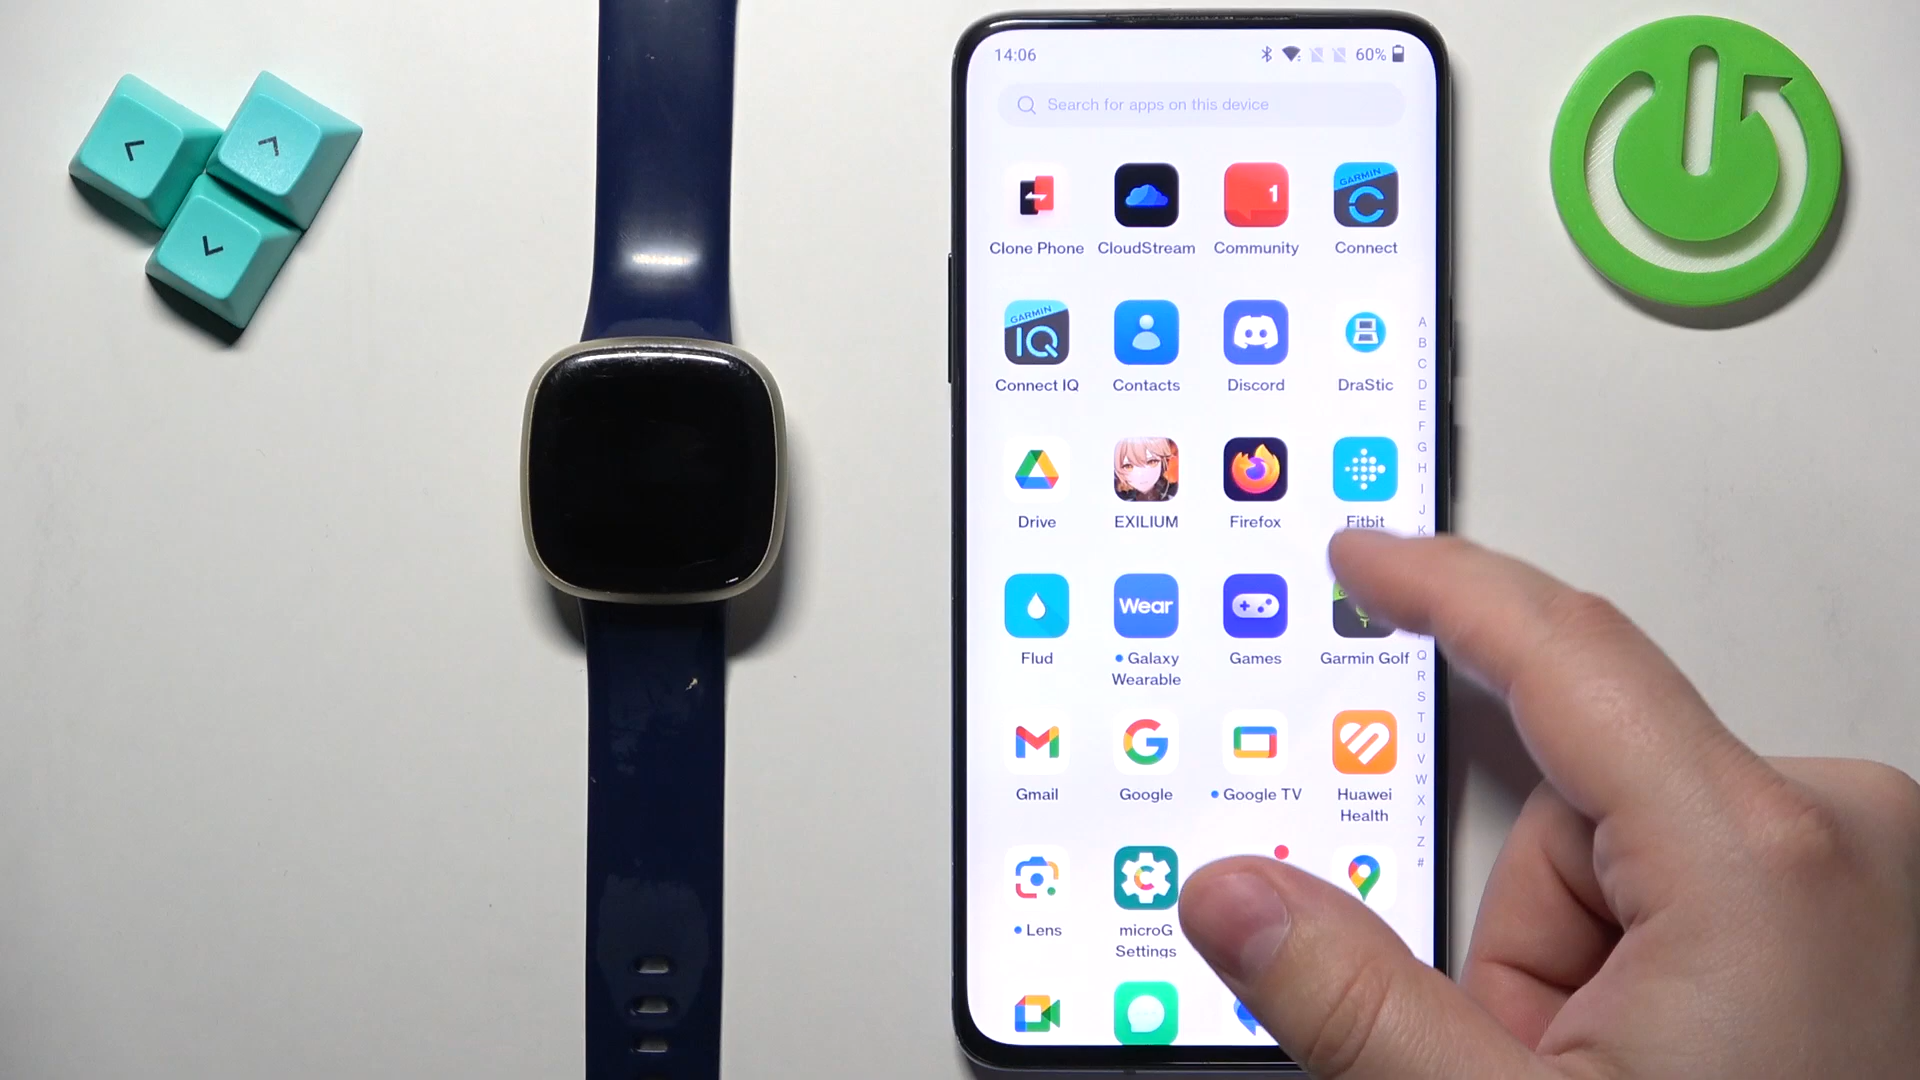 14:06
60%
Search for apps on this device
1
GARMIN
Clone Phone
CloudStream
Community
Connect
GARMIN
IQ
Connect IQ
Contacts
Discord
DraStic
Drive
EXILIUM
Firefox
Fitbit
Wear
Flud
Galaxy
Wearable
Games
Garmin Golf
Gmail
Google
Google TV
Huawei
Health
Lens
microG
Settings
A
B
C
D
E
F
G
H
I
J
K
Q
R
S
T
U
V
W
X
Y
Z
#